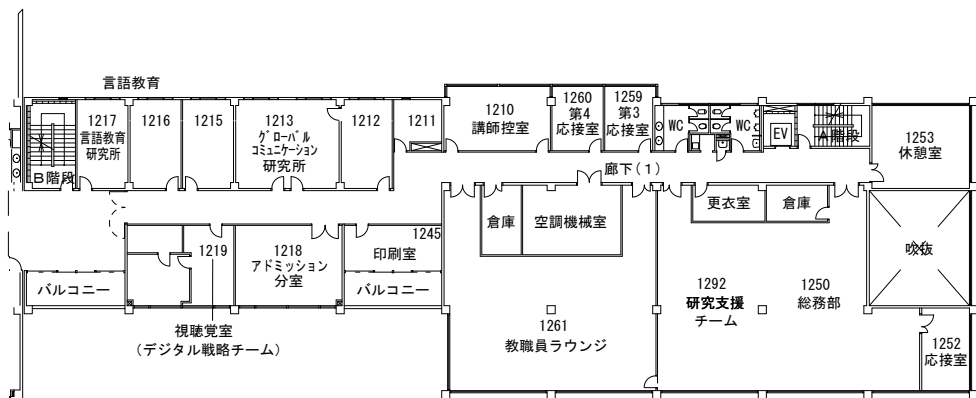 言語教育
1217
言語教育
研究所
1216
1215
1213
グローバル
コミュニケーション
研究所
1212
1211
1210
講師控室
1260
第4
応接室
1259
第3
応接室
WC
WC
EV
A階段
1253
休憩室
B階段
廊下(1)
倉庫
空調機械室
更衣室
倉庫
吹抜
1219
1218
アドミッション
分室
1245
印刷室
バルコニー
バルコニー
視聴覚室
(デジタル戦略チーム)
1261
教職員ラウンジ
1292
研究支援
チーム
1250
総務部
1252
応接室